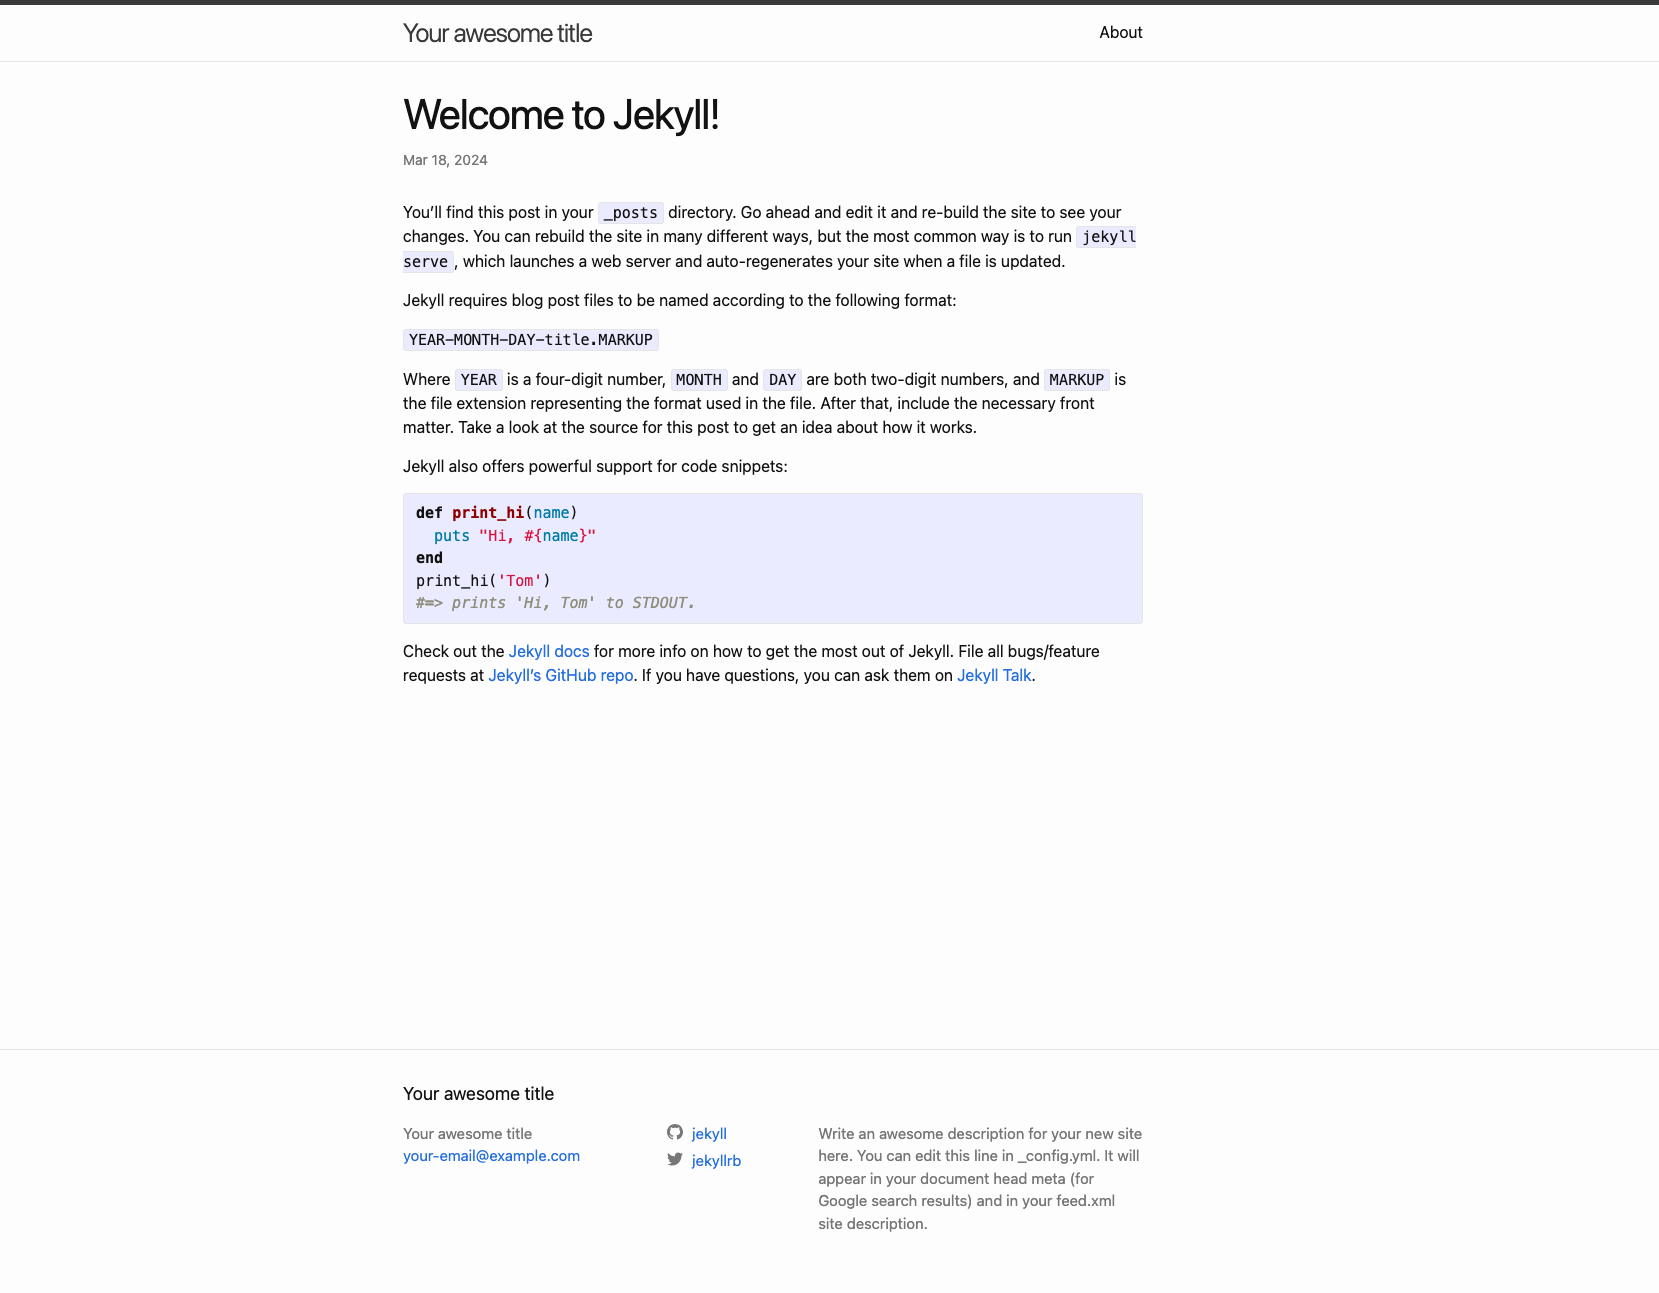 Your awesome title
About
Welcome to Jekyll!
Mar 18, 2024
You’ll find this post in your _posts directory. Go ahead and edit it and re-build the site to see your
changes. You can rebuild the site in many different ways, but the most common way is to run jekyll
serve, which launches a web server and auto-regenerates your site when a file is updated.
Jekyll requires blog post files to be named according to the following format:
YEAR-MONTH-DAY-title.MARKUP
Where YEAR is a four-digit number, MONTH and DAY are both two-digit numbers, and MARKUP is
the file extension representing the format used in the file. After that, include the necessary front
matter. Take a look at the source for this post to get an idea about how it works.
Jekyll also offers powerful support for code snippets:
def print_hi(name)
  puts "Hi, #{name}"
end
print_hi('Tom')
#=> prints 'Hi, Tom' to STDOUT.
Check out the Jekyll docs for more info on how to get the most out of Jekyll. File all bugs/feature
requests at Jekyll’s GitHub repo. If you have questions, you can ask them on Jekyll Talk.
Your awesome title
Your awesome title
your-email@example.com
jekyll
jekyllrb
Write an awesome description for your new site
here. You can edit this line in _config.yml. It will
appear in your document head meta (for
Google search results) and in your feed.xml
site description.